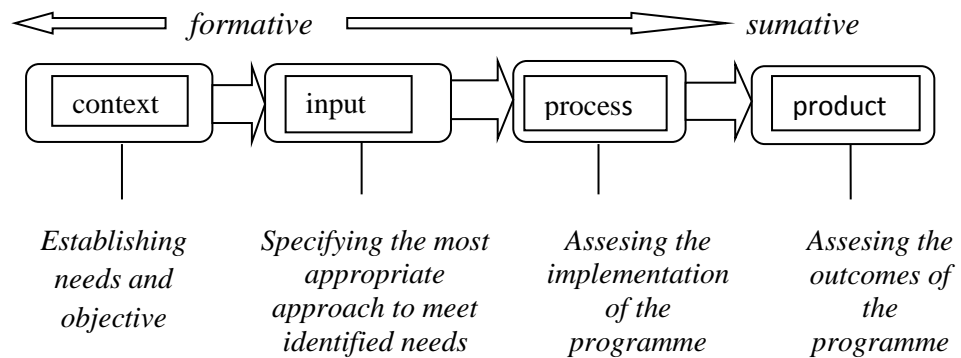 formative sumative
context input process product
Establishing
needs and
objective
Specifying the most
appropriate
approach to meet
identified needs
Assesing the
implementation
of the
programme
Assesing the
outcomes of
the
programme